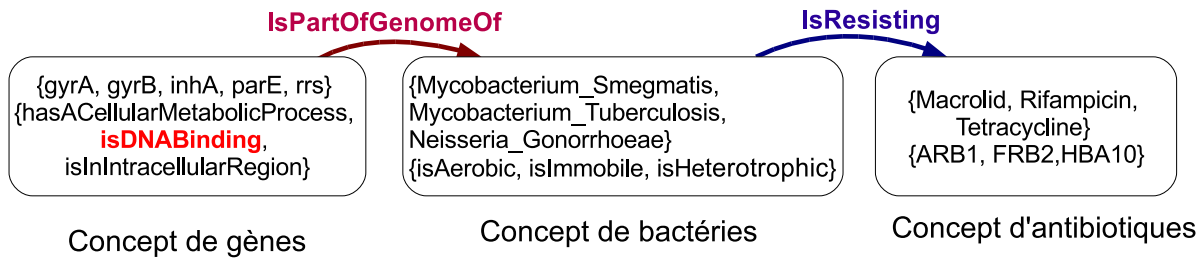 IsPartOfGenomeOf
IsResisting
{gyrA, gyrB, inhA, parE, rrs}
{hasACellularMetabolicProcess,
isDNABinding,
isInIntracellularRegion}
{Mycobacterium_Smegmatis,
Mycobacterium_Tuberculosis,
Neisseria_Gonorrhoeae}
{isAerobic, isImmobile, isHeterotrophic}
{Macrolid, Rifampicin,
Tetracycline}
{ARB1, FRB2,HBA10}
Concept de gènes
Concept de bactéries
Concept d'antibiotiques